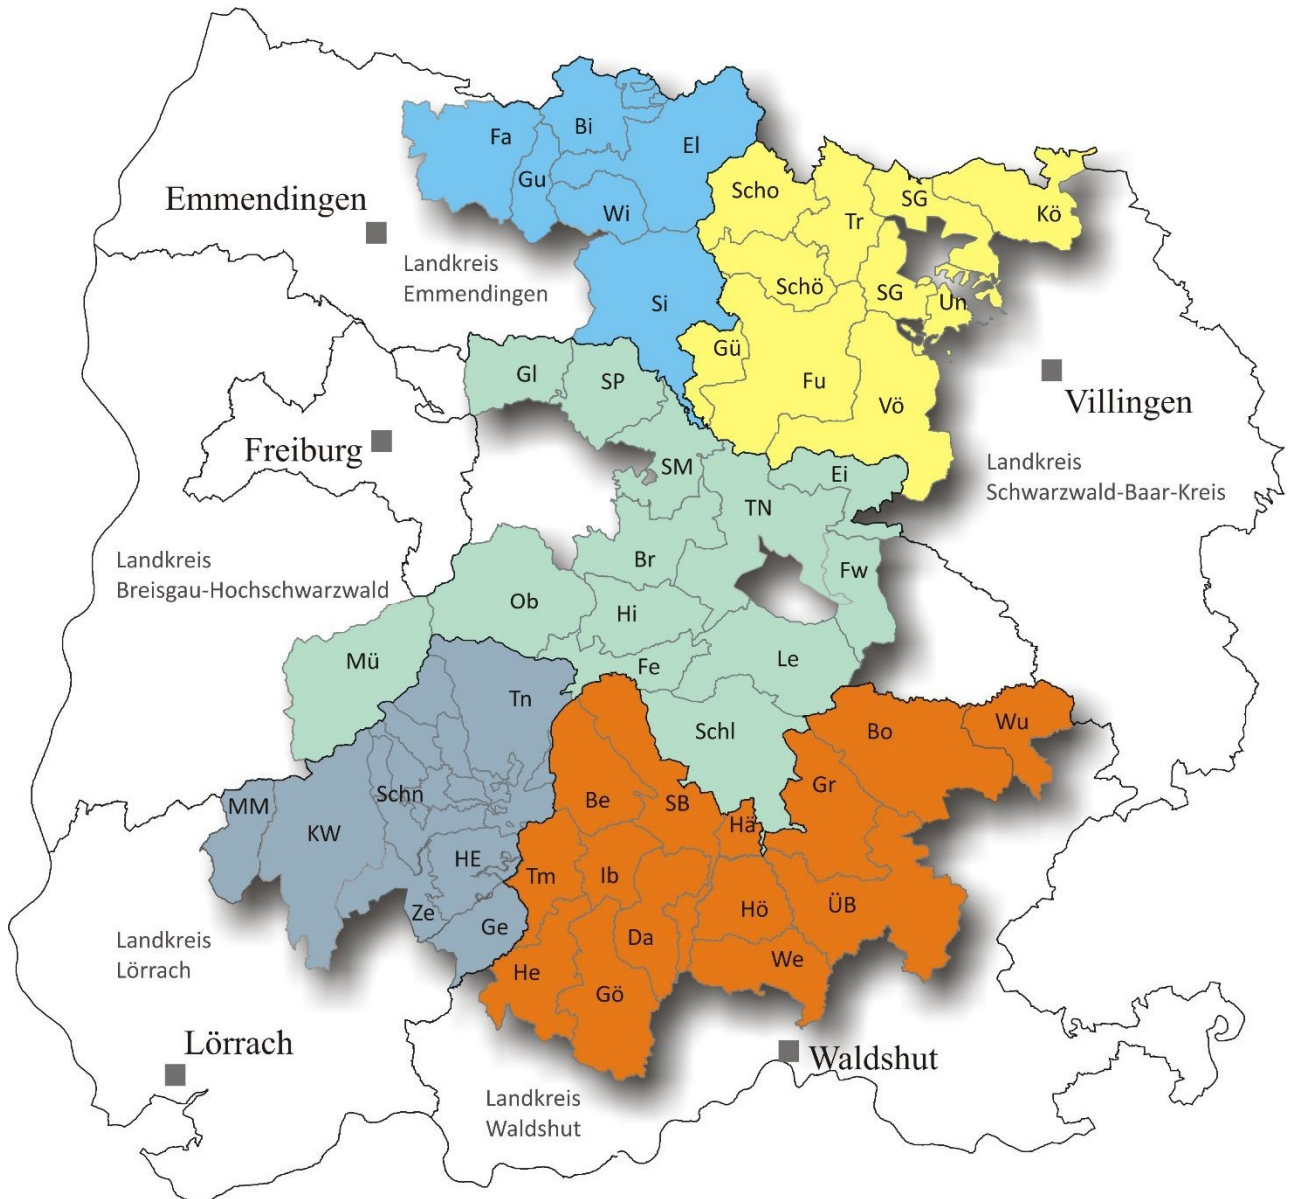 Fa
Bi
El
Gu
Wi
Scho
Tr
SG
Kö
Emmendingen
Landkreis
Emmendingen
Si
Schö
SG
Un
Gü
Fu
Vö
Villingen
Gl
SP
Freiburg
SM
Ei
Landkreis
Schwarzwald-Baar-Kreis
TN
Landkreis
Breisgau-Hochschwarzwald
Br
Fw
Ob
Hi
Mü
Fe
Le
Tn
Schl
Bo
Wu
MM
Schn
KW
Be
SB
Hä
Gr
HE
Tm
Ib
Ze
Ge
Hö
ÜB
Landkreis
Lörrach
Da
He
We
Gö
Lörrach
Waldshut
Landkreis
Waldshut